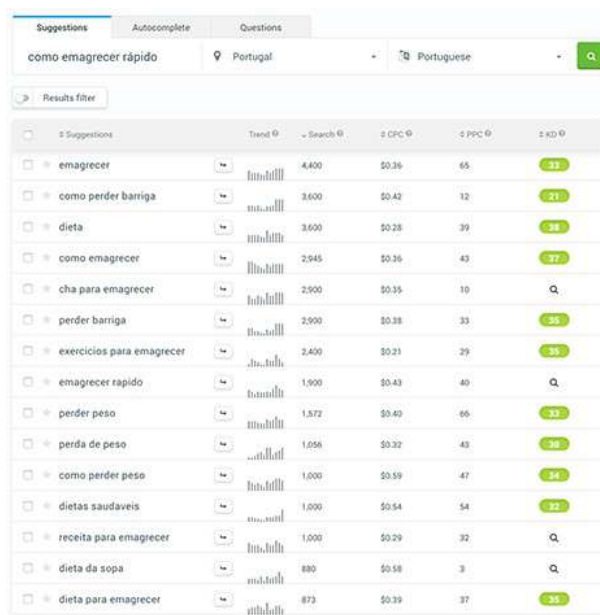 Suggestions Autocomplete Questions
como emagrecer rápido Portugal Portuguese
Results filter
Suggestions Trend Search CPC PPC KD
emagrecer 4,400 $0.36 65 33
como perder barriga 3,600 $0.42 12 21
dieta 3,600 $0.28 39 38
como emagrecer 2,945 $0.36 43 37
cha para emagrecer 2,900 $0.35 10
perder barriga 2,900 $0.38 33 35
exercicios para emagrecer 2,400 $0.21 29 35
emagrecer rapido 1,900 $0.43 40
perder peso 1,572 $0.40 66 33
perda de peso 1,056 $0.32 43 30
como perder peso 1,000 $0.59 47 34
dietas saudaveis 1,000 $0.54 54 32
receita para emagrecer 1,000 $0.29 32
dieta da sopa 880 $0.58 3
dieta para emagrecer 873 $0.39 37 35